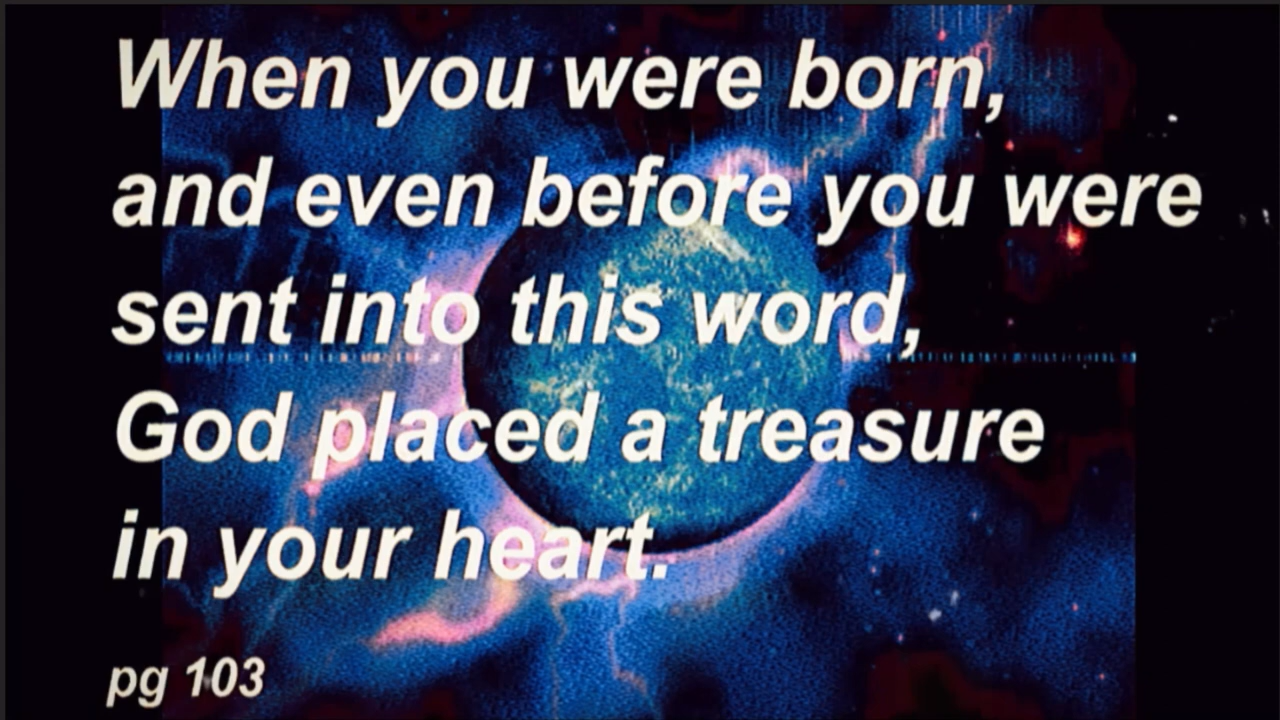 When you were born,
and even before you were
sent into this word,
God placed a treasure
in your heart.
pg 103